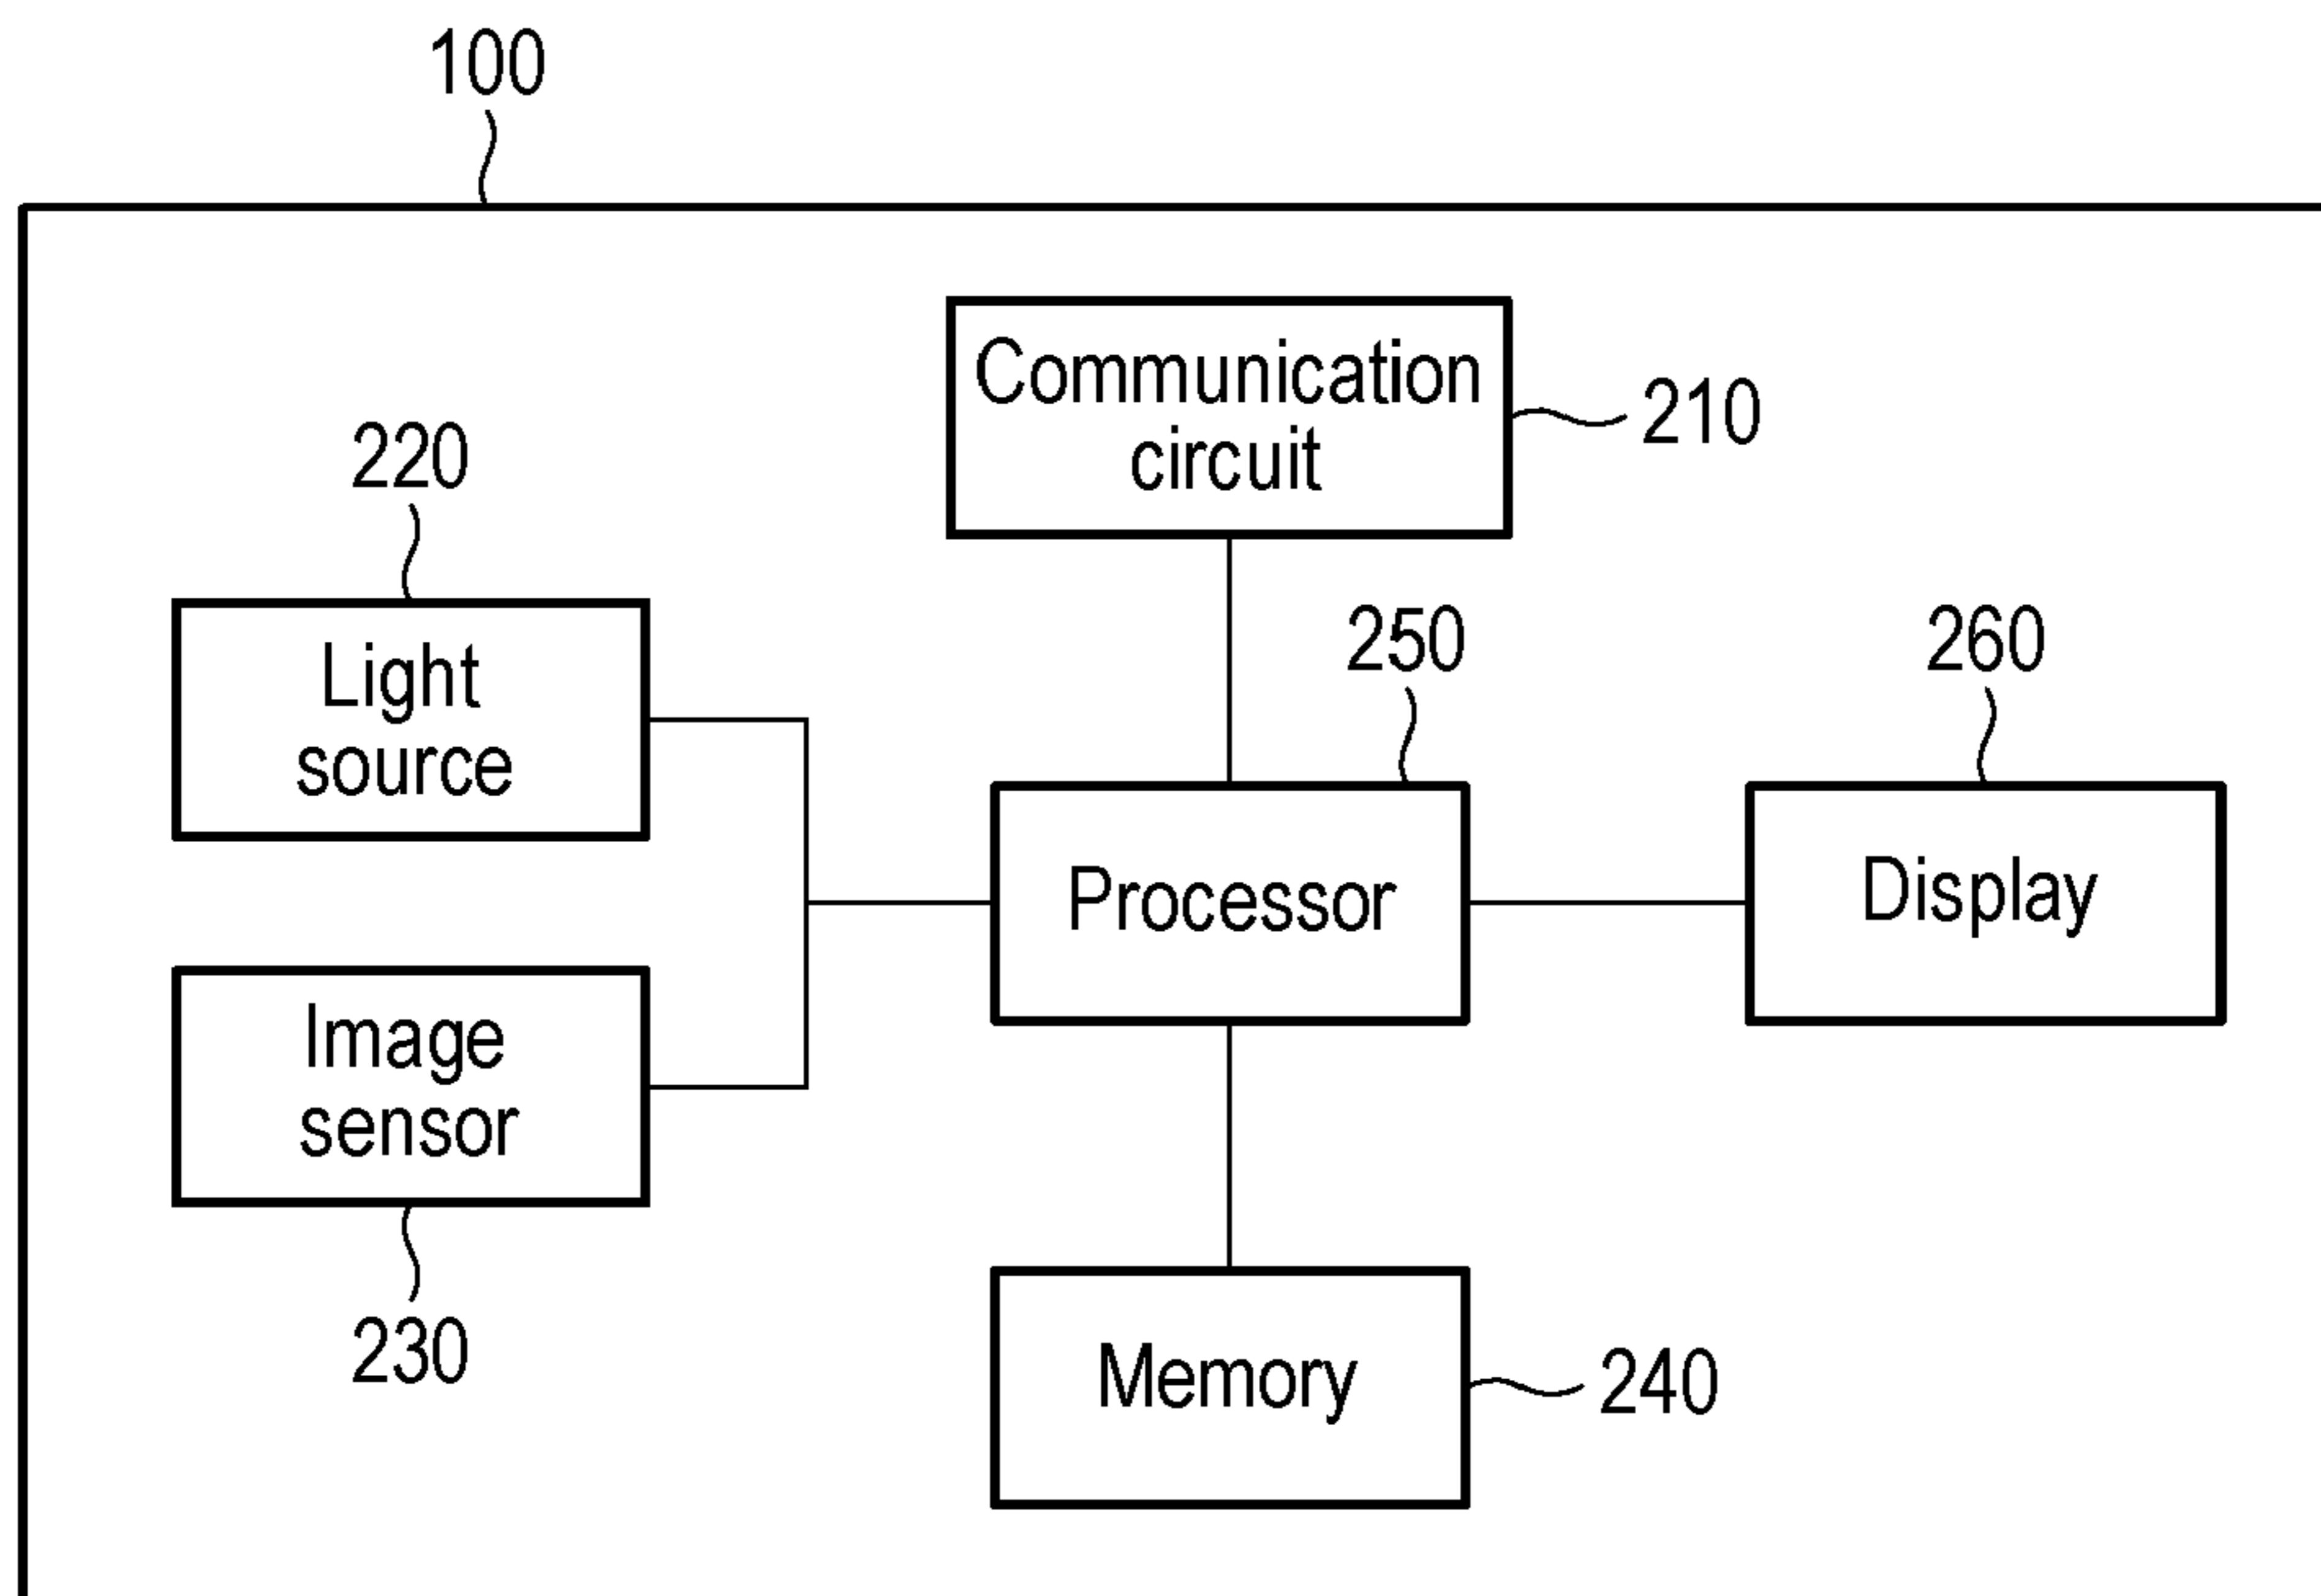 100
Communication
circuit
210
220
Light
source
250
260
Processor
Display
Image
sensor
230
Memory
240